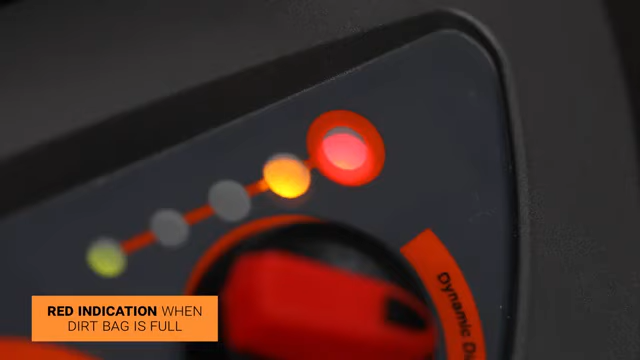 Dynamic
RED INDICATION WHEN
DIRT BAG IS FULL